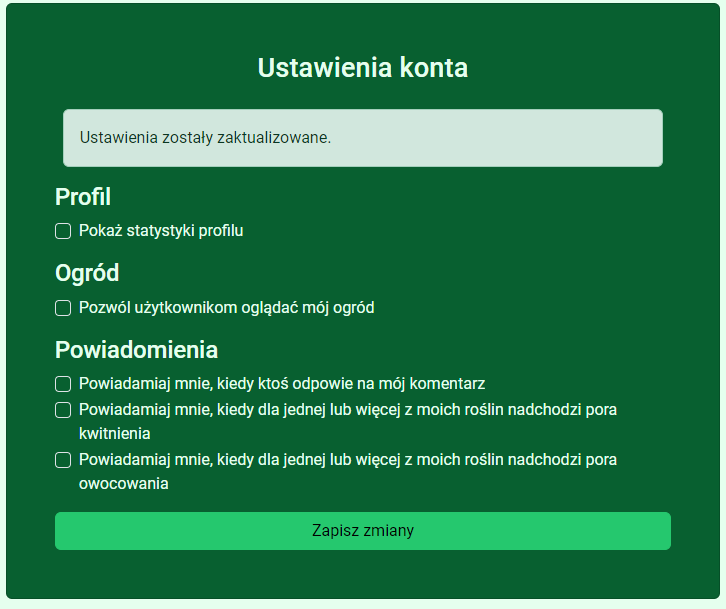 Ustawienia konta
Ustawienia zostały zaktualizowane.
Profil
Pokaż statystyki profilu
Ogród
Pozwól użytkownikom oglądać mój ogród
Powiadomienia
Powiadamiaj mnie, kiedy ktoś odpowie na mój komentarz
Powiadamiaj mnie, kiedy dla jednej lub więcej z moich roślin nadchodzi pora
kwitnienia
Powiadamiaj mnie, kiedy dla jednej lub więcej z moich roślin nadchodzi pora
owocowania
Zapisz zmiany